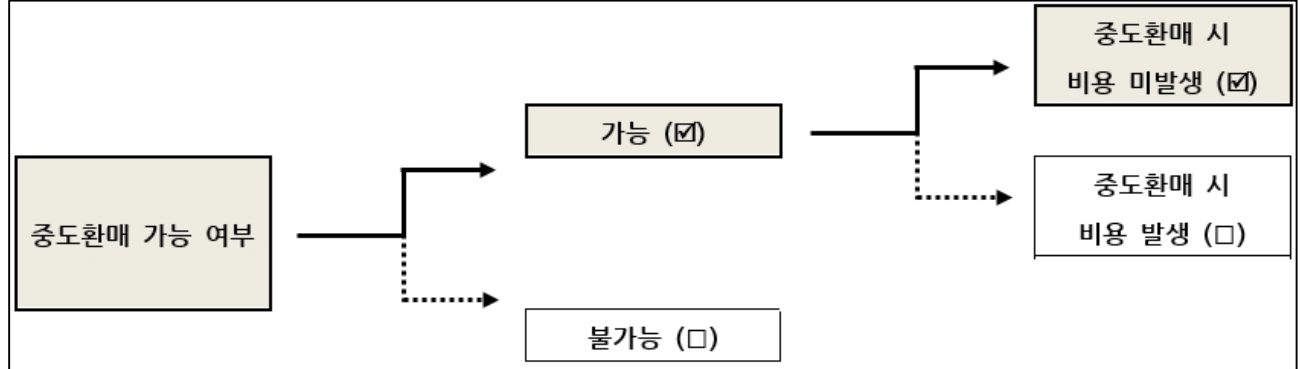 중도환매 가능 여부
가능 (☑)
불가능 (□)
중도환매 시
비용 미발생 (☑)
중도환매 시
비용 발생 (□)